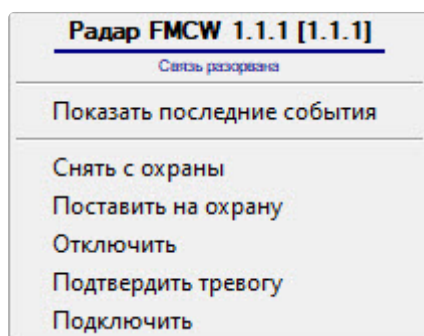 Радар FMCW 1.1.1 [1.1.1]
Связь разорвана
Показать последние события
Снять с охраны
Поставить на охрану
Отключить
Подтвердить тревогу
Подключить